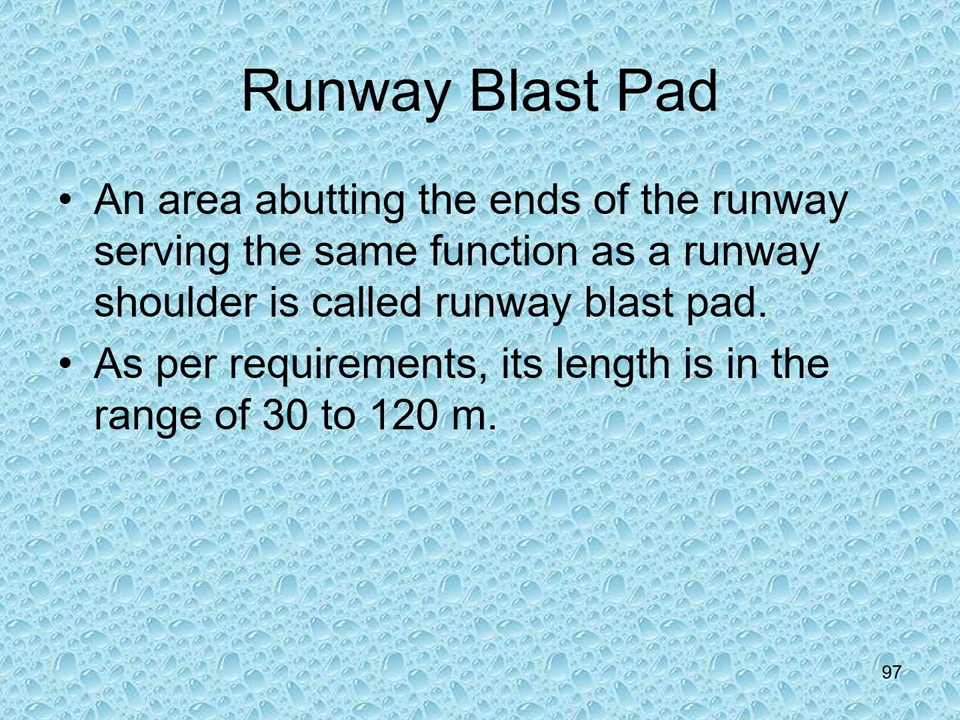 Runway Blast Pad
• An area abutting the ends of the runway
serving the same function as a runway
shoulder is called runway blast pad.
• As per requirements, its length is in the
range of 30 to 120 m.
97